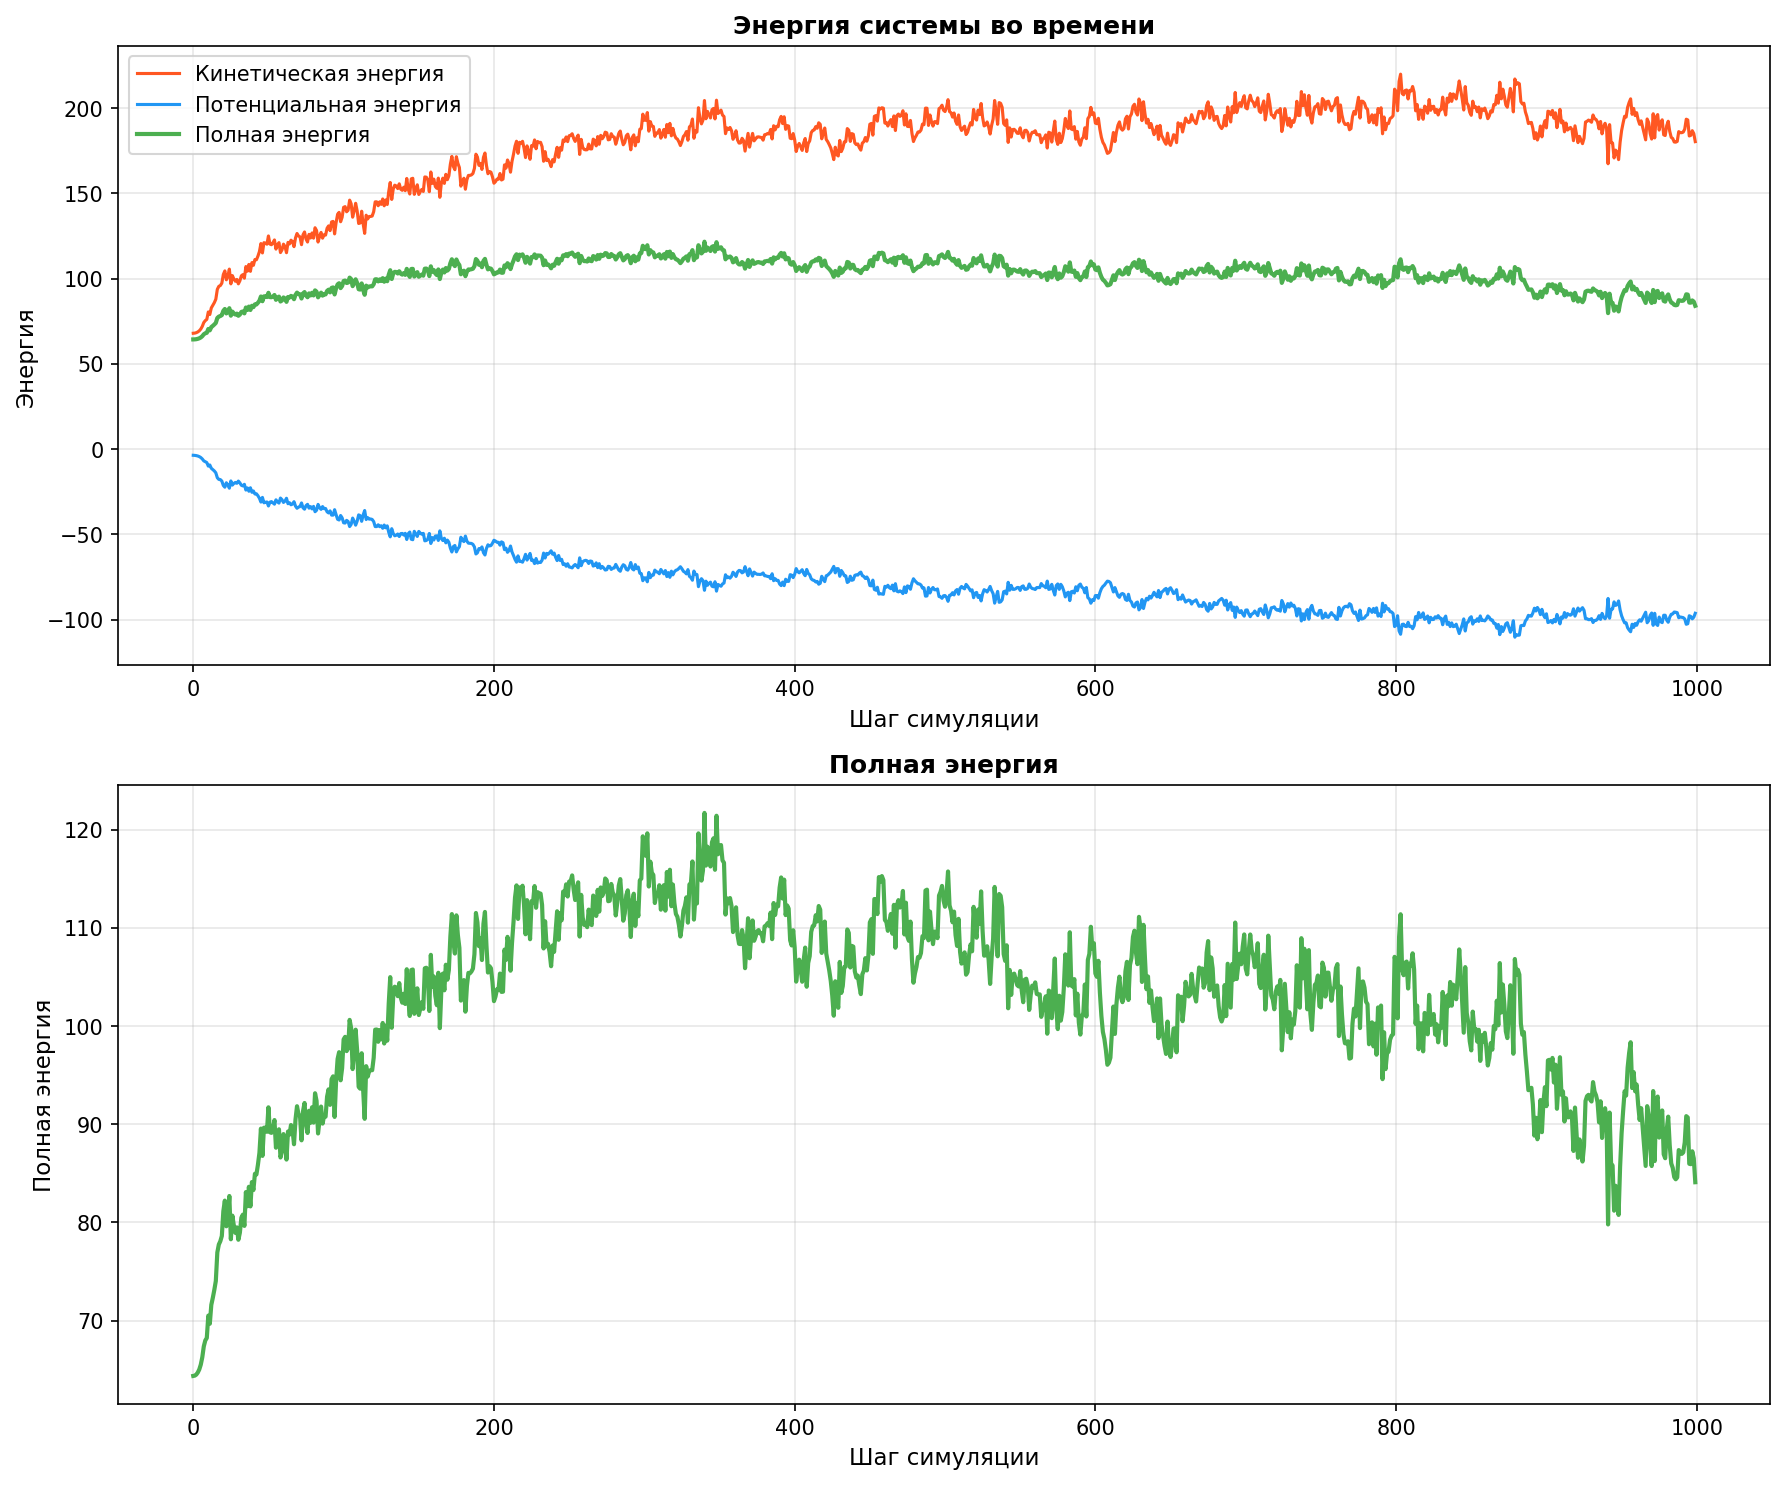 Энергия системы во времени
Кинетическая энергия
Потенциальная энергия
Полная энергия
Энергия
200
150
100
50
0
−50
−100
0 200 400 600 800 1000
Шаг симуляции
Полная энергия
Полная энергия
120
110
100
90
80
70
0 200 400 600 800 1000
Шаг симуляции